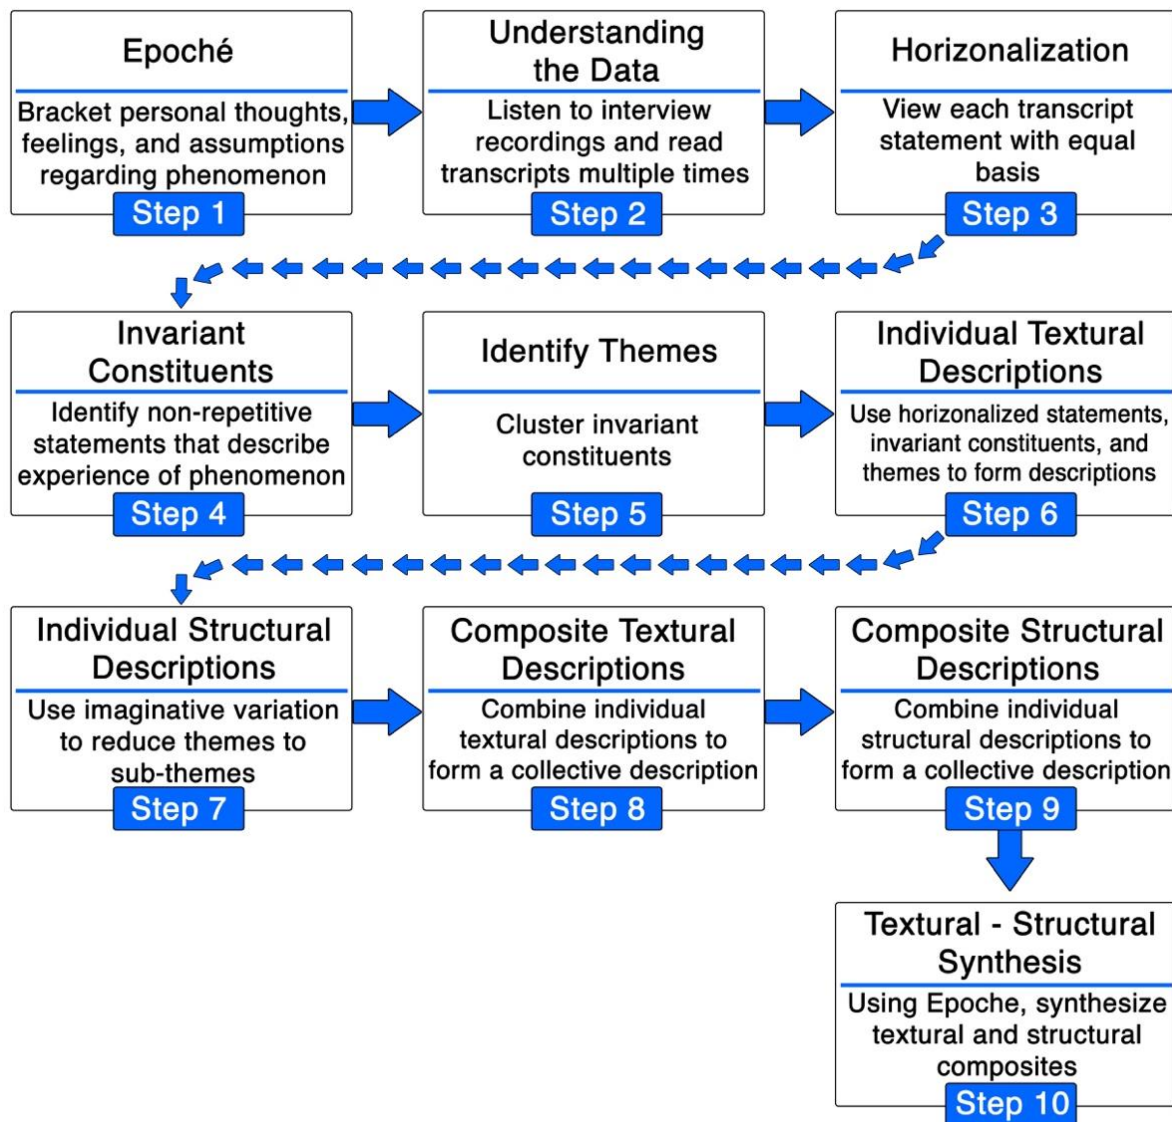 Epoché
Bracket personal thoughts,
feelings, and assumptions
regarding phenomenon
Step 1
Understanding
the Data
Listen to interview
recordings and read
transcripts multiple times
Step 2
Horizonalization
View each transcript
statement with equal
basis
Step 3
Invariant
Constituents
Identify non-repetitive
statements that describe
experience of phenomenon
Step 4
Identify Themes
Cluster invariant
constituents
Step 5
Individual Textural
Descriptions
Use horizonalized statements,
invariant constituents, and
themes to form descriptions
Step 6
Individual Structural
Descriptions
Use imaginative variation
to reduce themes to
sub-themes
Step 7
Composite Textural
Descriptions
Combine individual
textural descriptions to
form a collective description
Step 8
Composite Structural
Descriptions
Combine individual
structural descriptions to
form a collective description
Step 9
Textural - Structural
Synthesis
Using Epoche, synthesize
textural and structural
composites
Step 10